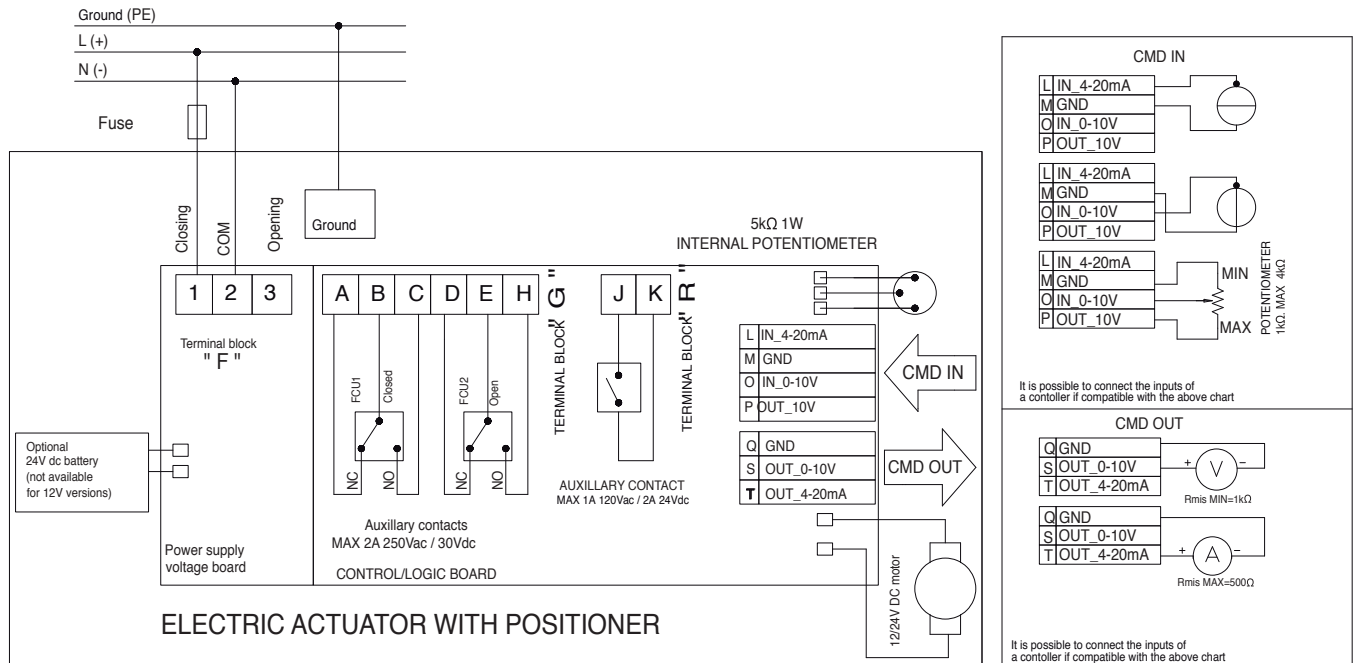 Ground (PE)
L (+)
N (-)
Fuse
Closing
COM
Opening
Ground
1 2 3
Terminal block
" F "
Optional
24V dc battery
(not available
for 12V versions)
Power supply
voltage board
A B C D E H
TERMINAL BLOCK" G "
FCU1
Closed
NC
NO
FCU2
Open
NC
NO
Auxillary contacts
MAX 2A 250Vac / 30Vdc
CONTROL/LOGIC BOARD
J K
TERMINAL BLOCK" R "
AUXILLARY CONTACT
MAX 1A 120Vac / 2A 24Vdc
5kΩ 1W
INTERNAL POTENTIOMETER
L IN_4-20mA
M GND
O IN_0-10V
P OUT_10V
CMD IN
Q GND
S OUT_0-10V
T OUT_4-20mA
CMD OUT
12/24V DC motor
ELECTRIC ACTUATOR WITH POSITIONER
CMD IN
L IN_4-20mA
M GND
O IN_0-10V
P OUT_10V
L IN_4-20mA
M GND
O IN_0-10V
P OUT_10V
L IN_4-20mA
M GND
O IN_0-10V
P OUT_10V
MIN
MAX
POTENTIOMETER
1kΩ. MAX 4kΩ
It is possible to connect the inputs of
a contoller if compatible with the above chart
CMD OUT
Q GND
S OUT_0-10V
T OUT_4-20mA
+ V −
Rmis MIN=1kΩ
Q GND
S OUT_0-10V
T OUT_4-20mA
+ A −
Rmis MAX=500Ω
It is possible to connect the inputs of
a contoller if compatible with the above chart